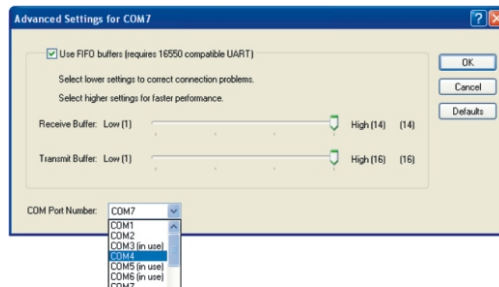 Advanced Settings for COM7
Use FIFO buffers (requires 16550 compatible UART)
OK
Select lower settings to correct connection problems.
Cancel
Select higher settings for faster performance.
Defaults
Receive Buffer: Low (1) High (14) (14)
Transmit Buffer: Low (1) High (16) (16)
COM Port Number: COM7
COM1
COM2
COM3 (in use)
COM4
COM5 (in use)
COM6 (in use)
COM7